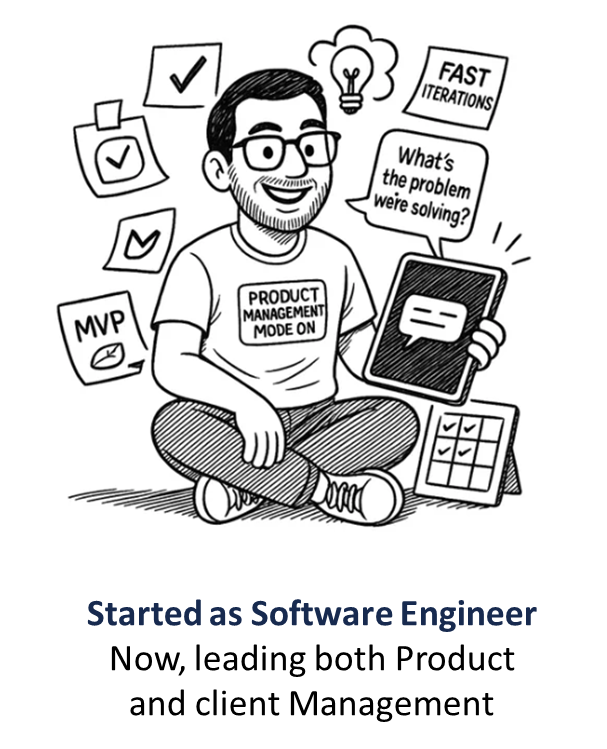 FAST
ITERATIONS
What's
the problem
we're solving?
PRODUCT
MANAGEMENT
MODE ON
MVP
Started as Software Engineer
Now, leading both Product
and client Management